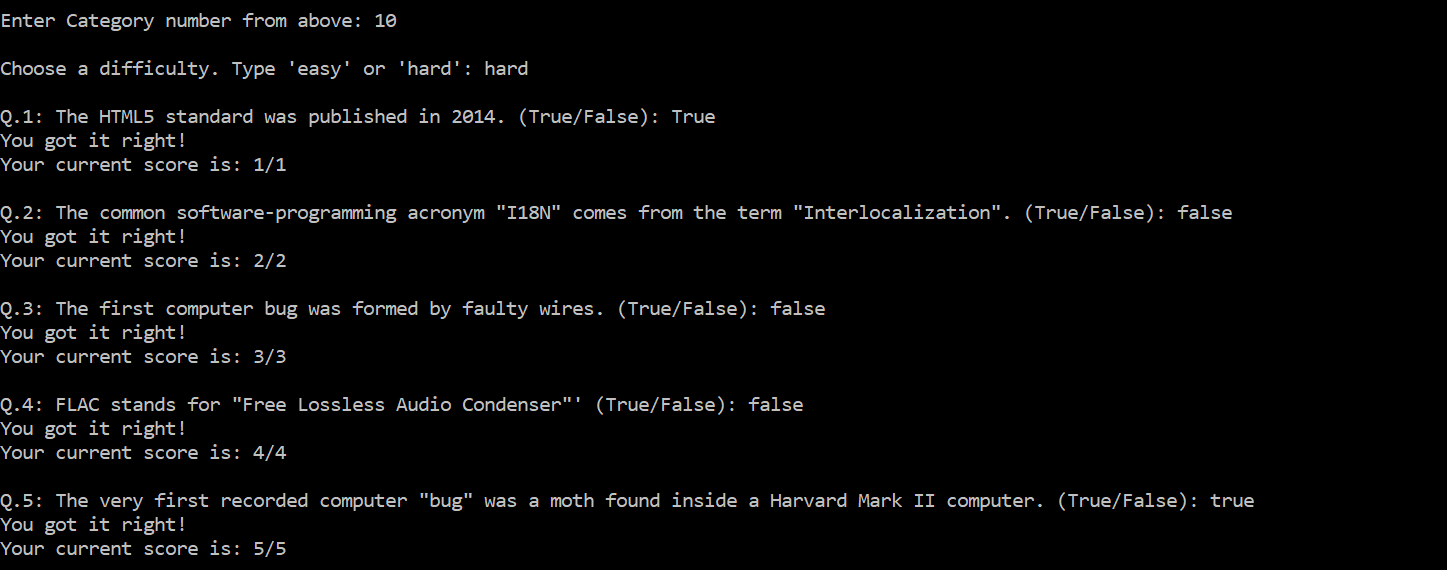 Enter Category number from above: 10
Choose a difficulty. Type 'easy' or 'hard': hard
Q.1: The HTML5 standard was published in 2014. (True/False): True
You got it right!
Your current score is: 1/1
Q.2: The common software-programming acronym "I18N" comes from the term "Interlocalization". (True/False): false
You got it right!
Your current score is: 2/2
Q.3: The first computer bug was formed by faulty wires. (True/False): false
You got it right!
Your current score is: 3/3
Q.4: FLAC stands for "Free Lossless Audio Condenser"' (True/False): false
You got it right!
Your current score is: 4/4
Q.5: The very first recorded computer "bug" was a moth found inside a Harvard Mark II computer. (True/False): true
You got it right!
Your current score is: 5/5